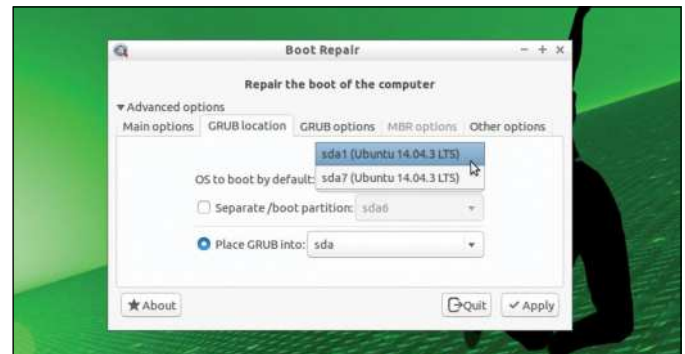 Boot Repair
Repair the boot of the computer
Advanced options
Main options GRUB location GRUB options MBR options Other options
sda1 (Ubuntu 14.04.3 LTS)
OS to boot by default: sda7 (Ubuntu 14.04.3 LTS)
Separate /boot partition: sda6
Place GRUB into: sda
About Quit Apply